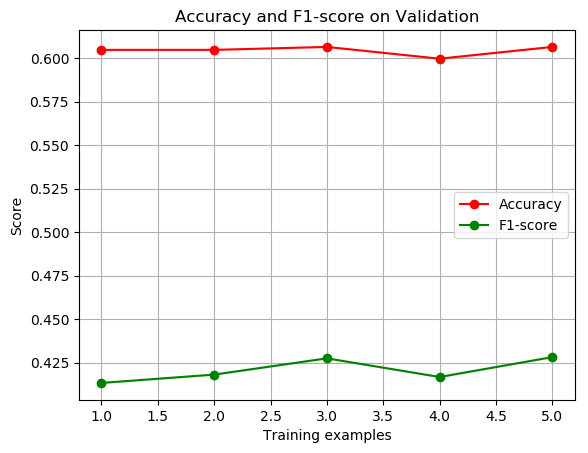 Accuracy and F1-score on Validation
Score
0.600
0.575
0.550
0.525
0.500
0.475
0.450
0.425
Accuracy
F1-score
1.0 1.5 2.0 2.5 3.0 3.5 4.0 4.5 5.0
Training examples